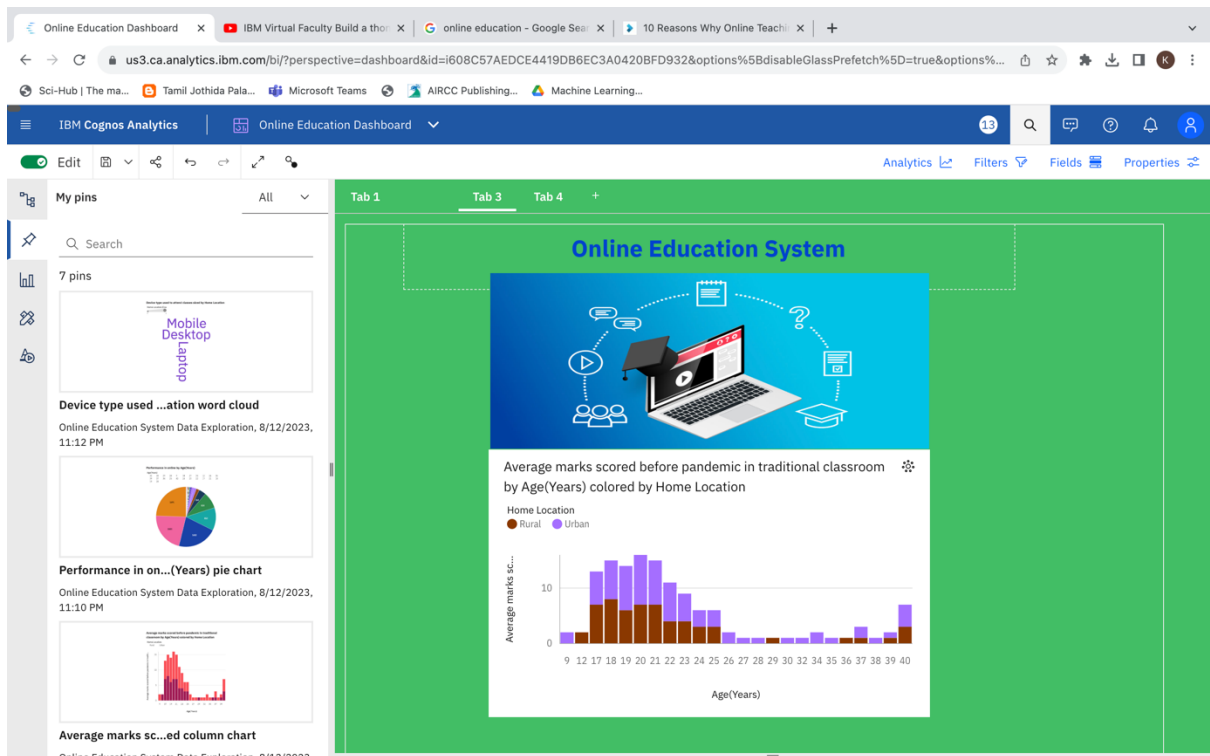 Online Education Dashboard
IBM Virtual Faculty Build a thor
online education - Google Sear
10 Reasons Why Online Teachi
us3.ca.analytics.ibm.com/bi/?perspective=dashboard&id=i608C57AEDCE4419DB6EC3A0420BFD932&options%5BdisableGlassPrefetch%5D=true&options%...
K
Sci-Hub | The ma...
Tamil Jothida Pala...
Microsoft Teams
AIRCC Publishing...
Machine Learning...
IBM Cognos Analytics
Online Education Dashboard
13
Edit
Analytics
Filters
Fields
Properties
My pins
All
Search
7 pins
Mobile
Desktop
Laptop
Device type used ...ation word cloud
Online Education System Data Exploration, 8/12/2023,
11:12 PM
Performance in on...(Years) pie chart
Online Education System Data Exploration, 8/12/2023,
11:10 PM
Average marks sc...ed column chart
Tab 1
Tab 3
Tab 4
Online Education System
Average marks scored before pandemic in traditional classroom
by Age(Years) colored by Home Location
Home Location
Rural
Urban
Average marks sc...
10
0
9 12 17 18 19 20 21 22 23 24 25 26 27 28 29 30 32 34 35 36 37 38 39 40
Age(Years)